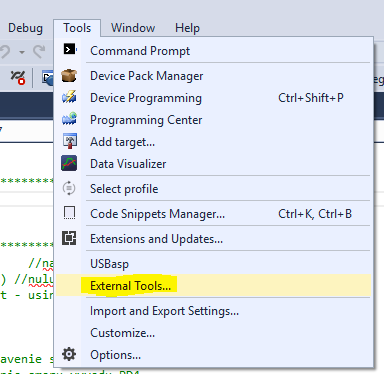 Debug Tools Window Help
Command Prompt
Device Pack Manager
Device Programming Ctrl+Shift+P
Programming Center
Add target...
Data Visualizer
Select profile
Code Snippets Manager... Ctrl+K, Ctrl+B
Extensions and Updates...
//na
USBasp
) //nulu
External Tools...
t - usin
Import and Export Settings...
Customize...
Options...
avenie s